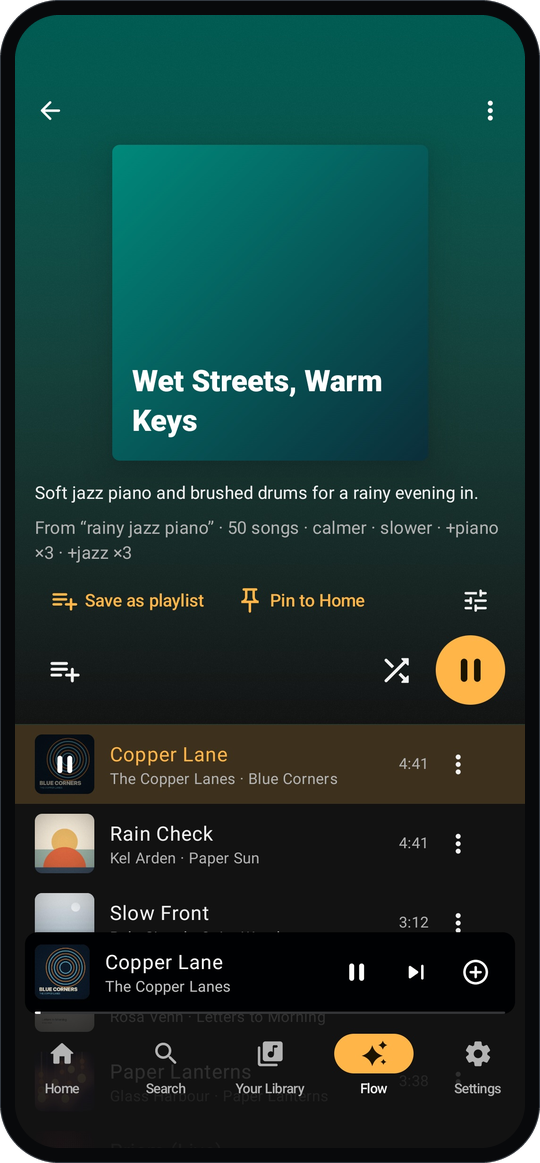 Wet Streets, Warm
Keys
Soft jazz piano and brushed drums for a rainy evening in.
From “rainy jazz piano” · 50 songs · calmer · slower · +piano
×3 · +jazz ×3
Save as playlist
Pin to Home
BLUE CORNERS
Copper Lane
The Copper Lanes · Blue Corners
4:41
Rain Check
Kel Arden · Paper Sun
4:41
Slow Front
3:12
BLUE CORNERS
Copper Lane
The Copper Lanes
Rosa Venn · Letters to Morning
Paper Lanterns
Glass Harbour · Paper Lanterns
3:38
Home
Search
Your Library
Flow
Settings